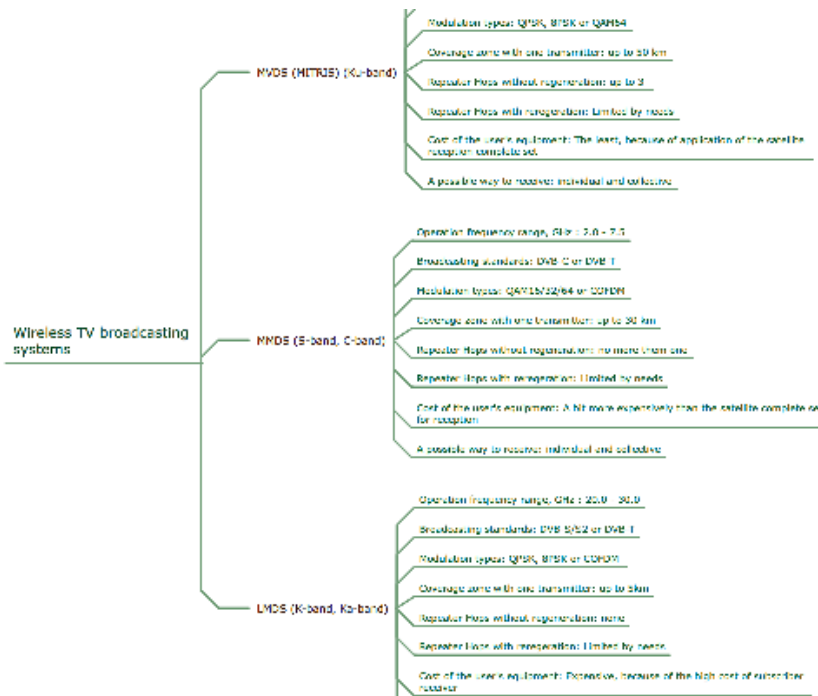 Modulation types: QPSK, 8PSK or QAM64
Coverage zone with one transmitter: up to 50 km
MVDS (MITRIS) (Ku-band)
Repeater Hops without regeneration: up to 3
Repeater Hops with reregeration: Limited by needs
Cost of the user's equipment: The least, because of application of the satellite
reception complete set
A possible way to receive: individual and collective
Operation frequency range, GHz : 2.0 - 7.5
Broadcasting standards: DVB-C or DVB-T
Modulation types: QAM16/32/64 or COFDM
Coverage zone with one transmitter: up to 30 km
Wireless TV broadcasting
systems
MMDS (S-band, C-band)
Repeater Hops without regeneration: no more them one
Repeater Hops with reregeration: Limited by needs
Cost of the user's equipment: A bit more expensively than the satellite complete se
for reception
A possible way to receive: individual and collective
Operation frequency range, GHz : 20.0 - 30.0
Broadcasting standards: DVB-S/S2 or DVB-T
Modulation types: QPSK, 8PSK or COFDM
Coverage zone with one transmitter: up to 5km
LMDS (K-band, Ka-band)
Repeater Hops without regeneration: none
Repeater Hops with reregeration: Limited by needs
Cost of the user's equipment: Expensive, because of the high cost of subscriber
receiver